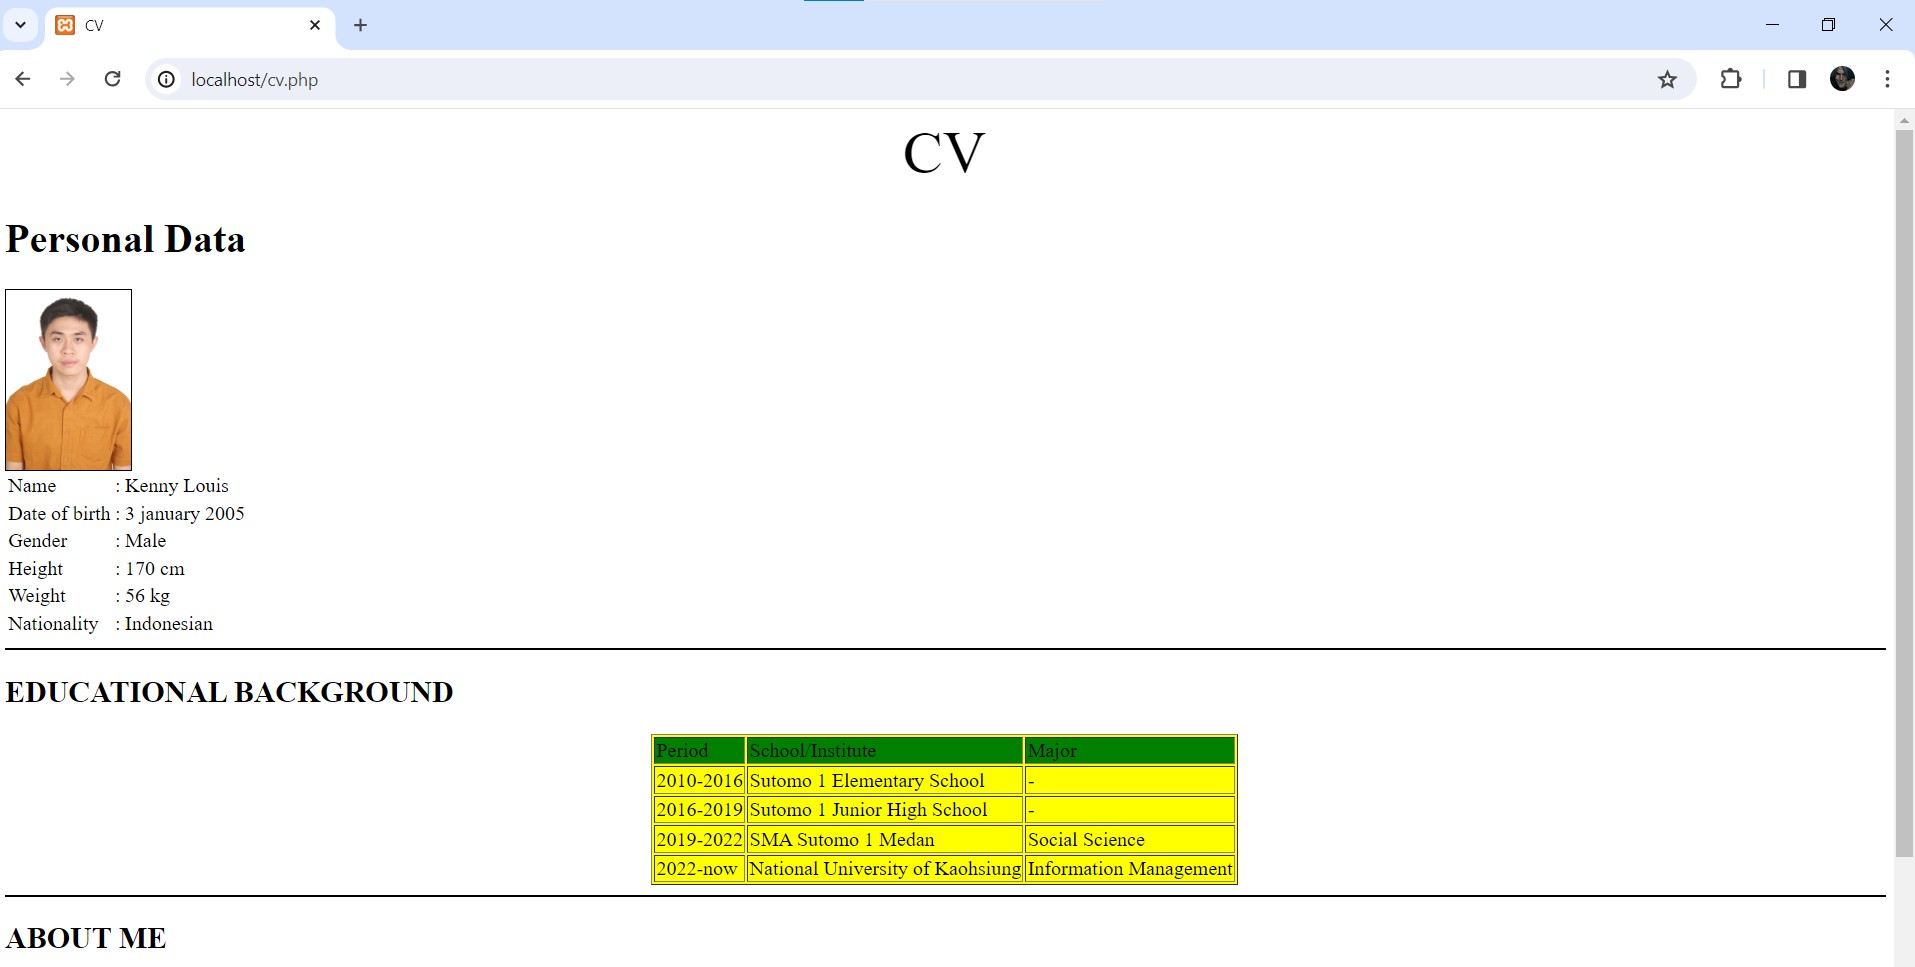 CV
localhost/cv.php
CV
Personal Data
Name : Kenny Louis
Date of birth : 3 january 2005
Gender : Male
Height : 170 cm
Weight : 56 kg
Nationality : Indonesian
EDUCATIONAL BACKGROUND
Period School/Institute Major
2010-2016 Sutomo 1 Elementary School -
2016-2019 Sutomo 1 Junior High School -
2019-2022 SMA Sutomo 1 Medan Social Science
2022-now National University of Kaohsiung Information Management
ABOUT ME